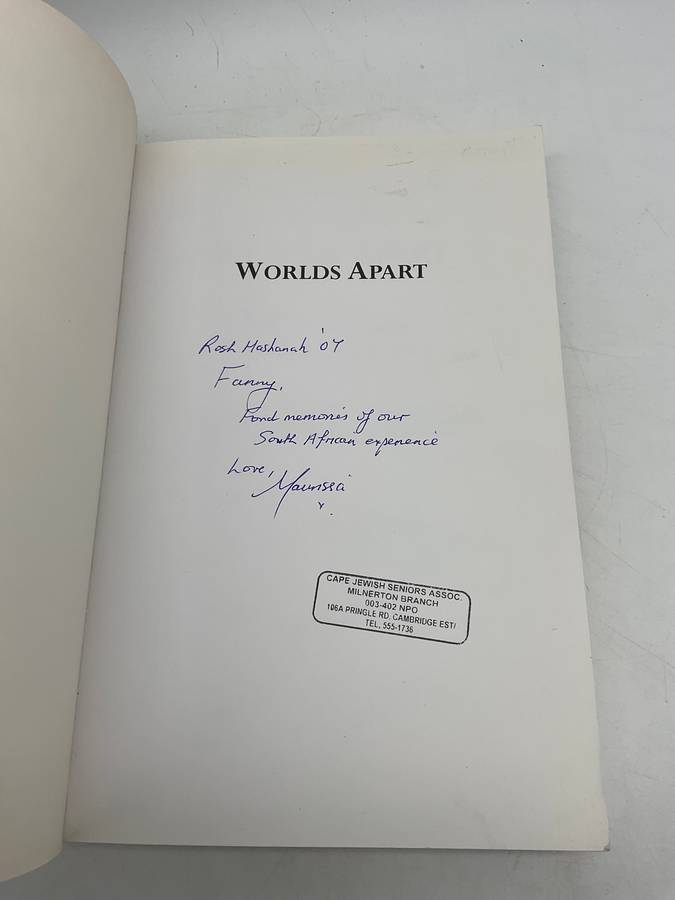 WORLDS APART
Rosh Hashanah '07
Fanny,
Fond memories of our
South African experience
Love,
Maurissa
x.
CAPE JEWISH SENIORS ASSOC.
MILNERTON BRANCH
003-402 NPO
106A PRINGLE RD, CAMBRIDGE EST/
TEL, 555-1736